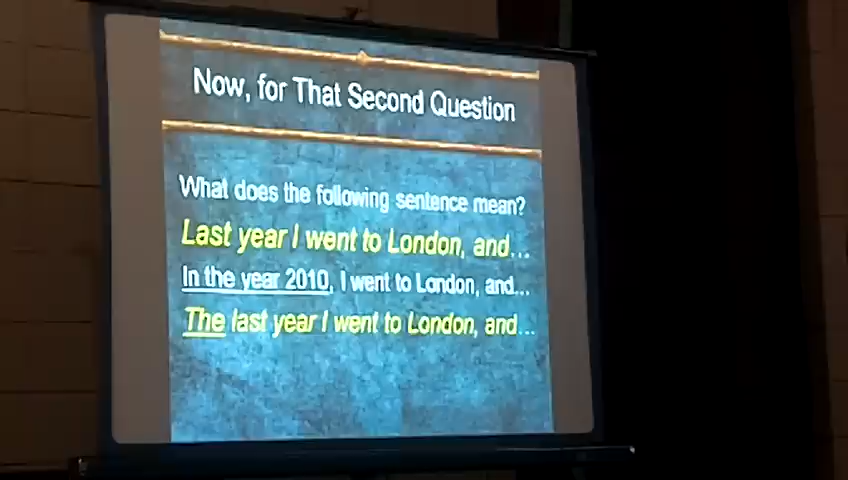 Now, for That Second Question
What does the following sentence mean?
Last year I went to London, and...
In the year 2010, I went to London, and...
The last year I went to London, and...